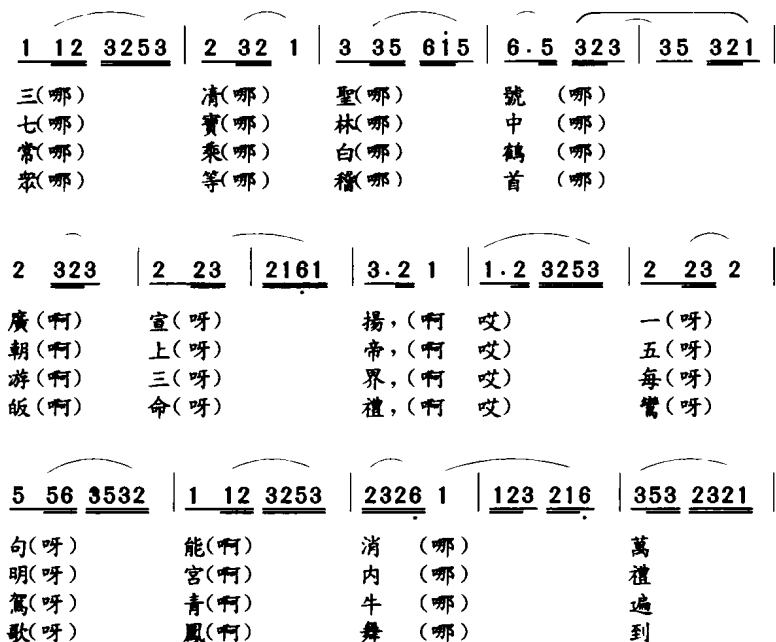 1 12 3253 | 2 32 1 | 3 35 6i5 | 6.5 323 | 35 321 |
三(哪) 清(哪) 聖(哪) 號 (哪)
七(哪) 寶(哪) 林(哪) 中 (哪)
常(哪) 乘(哪) 白(哪) 鶴 (哪)
眾(哪) 等(哪) 稽(哪) 首 (哪)
2 323 | 2 23 | 2161 | 3.2 1 | 1.2 3253 | 2 23 2 |
廣(啊) 宣(呀) 揚,(啊 哎) 一(呀)
朝(啊) 上(呀) 帝,(啊 哎) 五(呀)
游(啊) 三(呀) 界,(啊 哎) 每(呀)
皈(啊) 命(呀) 禮,(啊 哎) 鸞(呀)
5 56 3532 | 1 12 3253 | 2326 1 | 123 216 | 353 2321 |
句(呀) 能(啊) 消 (哪) 萬
明(呀) 宮(啊) 內 (哪) 禮
駕(呀) 青(啊) 牛 (哪) 遍
歌(呀) 鳳(啊) 舞 (哪) 到